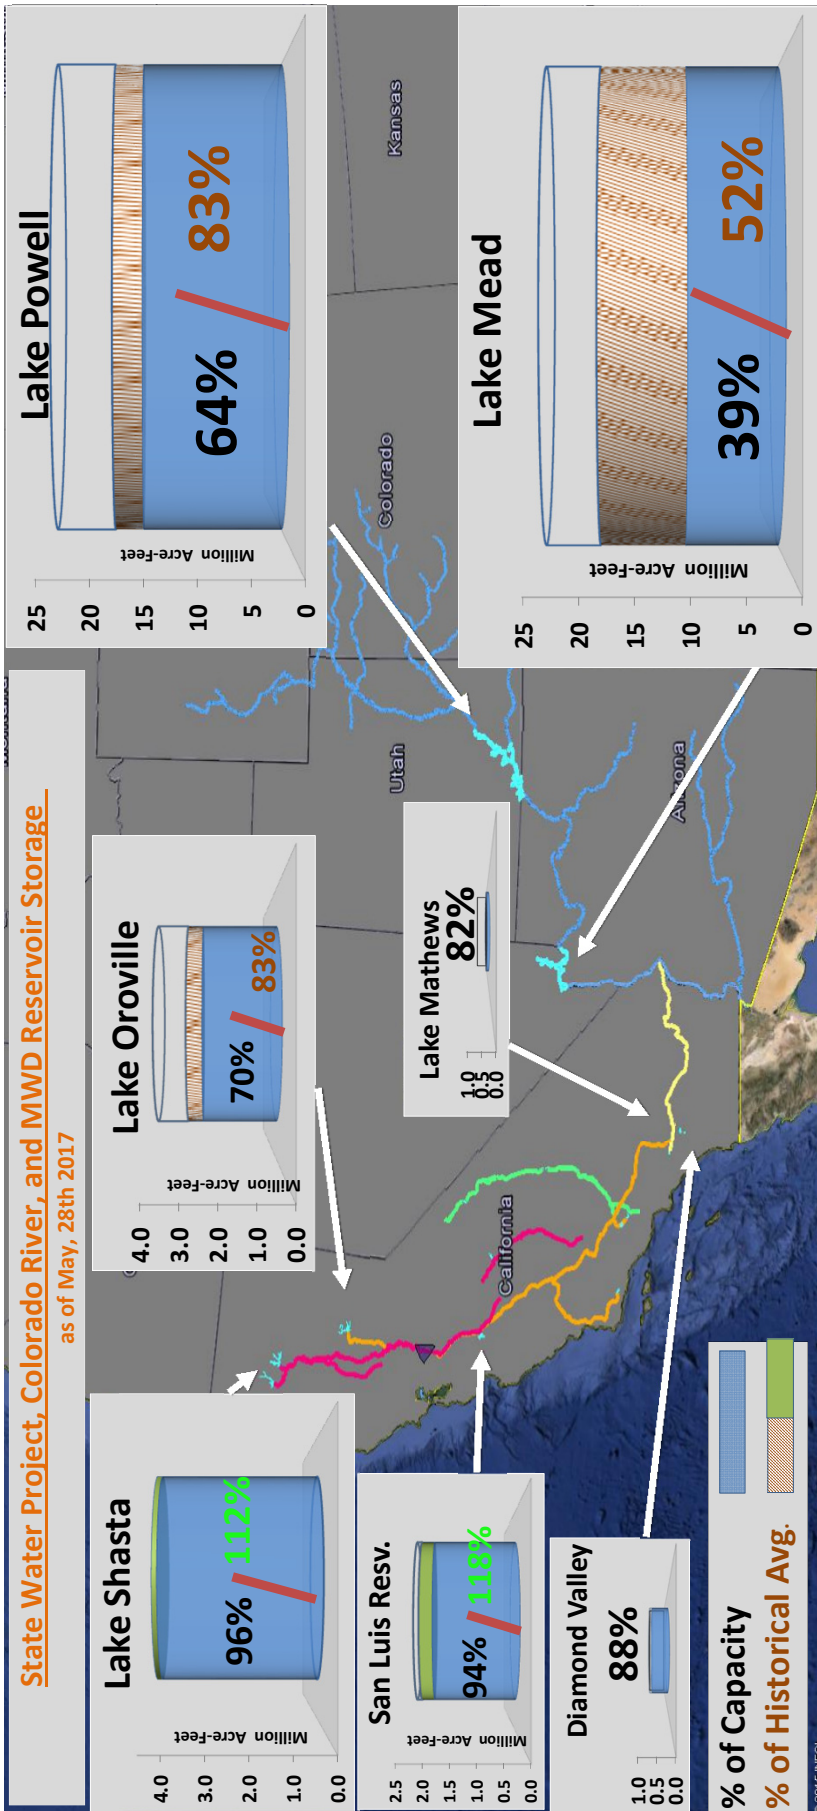 State Water Project, Colorado River, and MWD Reservoir Storage
as of May, 28th 2017
Lake Shasta
4.0
3.0
2.0
1.0
0.0
Million Acre-Feet
96%
112%
Lake Oroville
4.0
3.0
2.0
1.0
0.0
Million Acre-Feet
70%
83%
Lake Powell
25
20
15
10
5
0
Million Acre-Feet
64%
83%
San Luis Resv.
2.5
2.0
1.5
1.0
0.5
0.0
Million Acre-Feet
94%
118%
Lake Mathews
82%
1.0
0.5
0.0
Lake Mead
25
20
15
10
5
0
Million Acre-Feet
39%
52%
Diamond Valley
88%
1.0
0.5
0.0
California
Utah
Colorado
Kansas
Arizona
% of Capacity
% of Historical Avg.